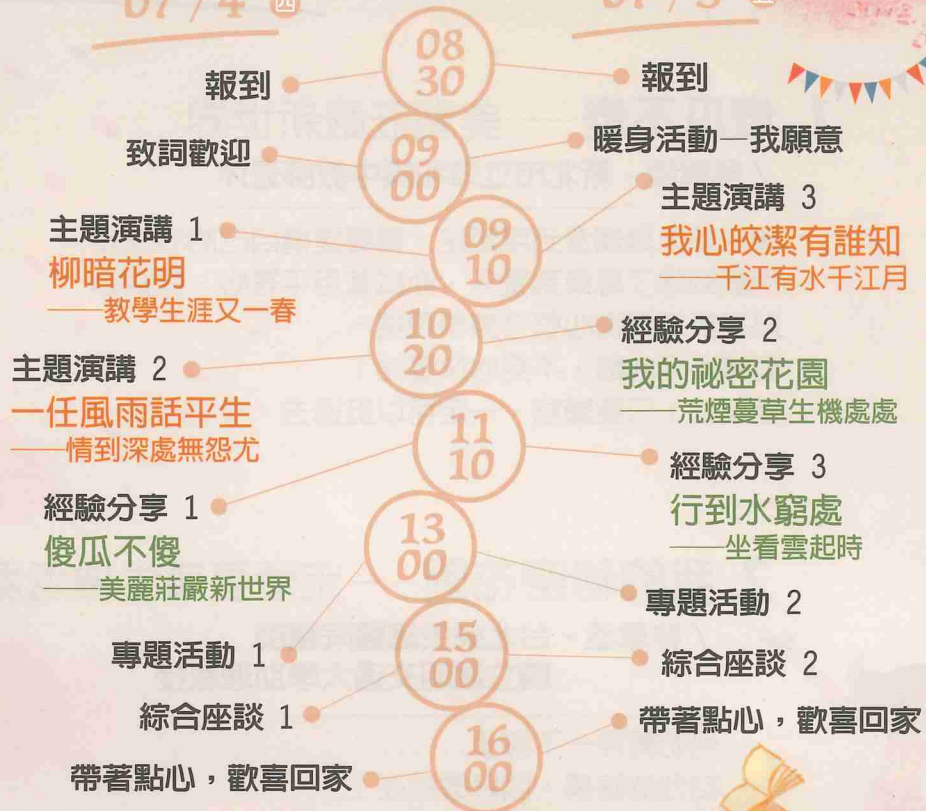 07 / 4 四
07 / 5 五
08
30
報到
報到
09
00
致詞歡迎
暖身活動—我願意
09
10
主題演講 1
柳暗花明
——教學生涯又一春
主題演講 3
我心皎潔有誰知
——千江有水千江月
10
20
主題演講 2
一任風雨話平生
——情到深處無怨尤
經驗分享 2
我的祕密花園
——荒煙蔓草生機處處
11
10
經驗分享 1
傻瓜不傻
——美麗莊嚴新世界
經驗分享 3
行到水窮處
——坐看雲起時
13
00
專題活動 1
專題活動 2
15
00
綜合座談 1
綜合座談 2
16
00
帶著點心，歡喜回家
帶著點心，歡喜回家